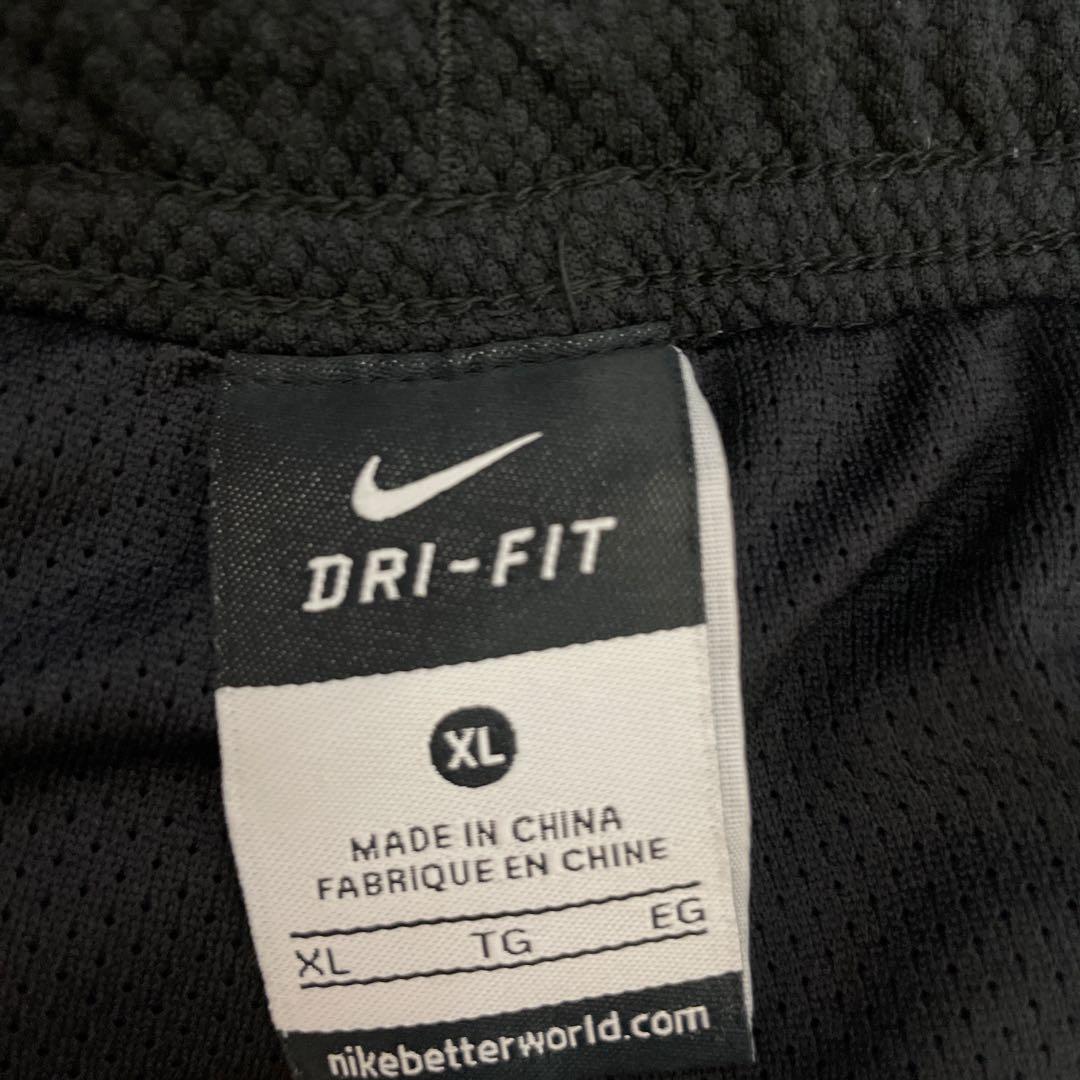 DRI-FIT
XL
MADE IN CHINA
FABRIQUE EN CHINE
XL TG EG
nikebetterworld.com